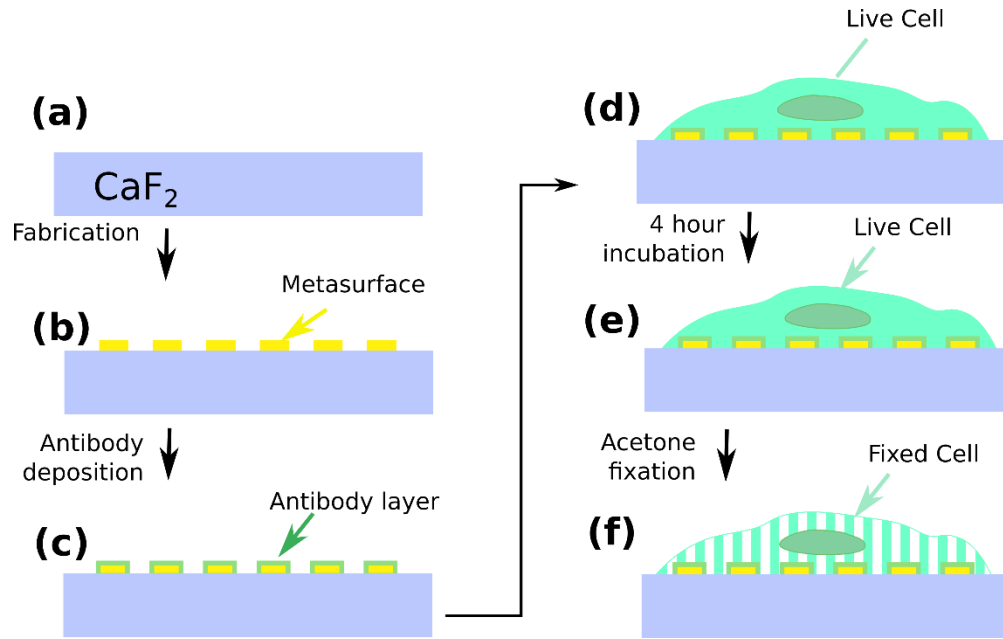 (a)
CaF₂
Fabrication
Metasurface
(b)
Antibody
deposition
Antibody layer
(c)
Live Cell
(d)
4 hour
incubation
Live Cell
(e)
Acetone
fixation
Fixed Cell
(f)